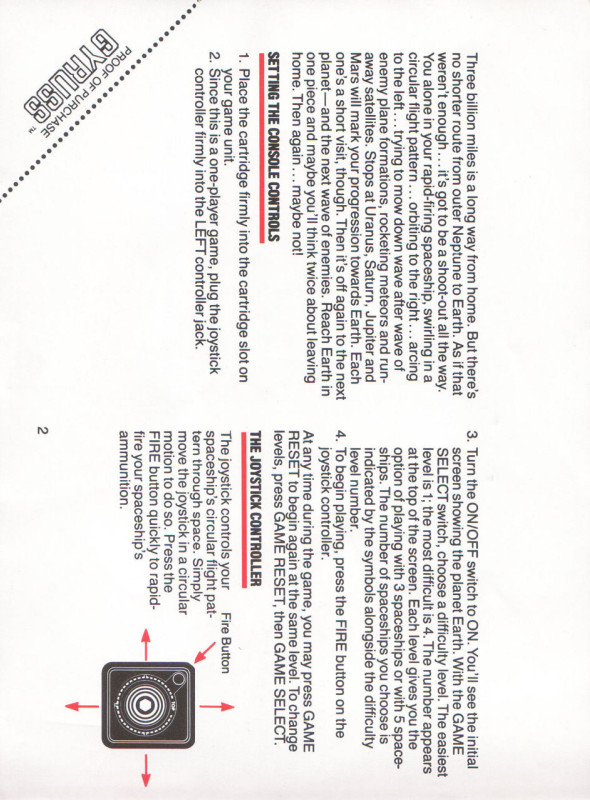 Three billion miles is a long way from home. But there's
no shorter route from outer Neptune to Earth. As if that
weren't enough . . . it's got to be a shoot-out all the way.
You alone in your rapid-firing spaceship, swirling in a
circular flight pattern . . . orbiting to the right . . . arcing
to the left . . . trying to mow down wave after wave of
enemy plane formations, rocketing meteors and run-
away satellites. Stops at Uranus, Saturn, Jupiter and
Mars will mark your progression towards Earth. Each
one's a short visit, though. Then it's off again to the next
planet—and the next wave of enemies. Reach Earth in
one piece and maybe you'll think twice about leaving
home. Then again . . . maybe not!
SETTING THE CONSOLE CONTROLS
1. Place the cartridge firmly into the cartridge slot on
your game unit.
2. Since this is a one-player game, plug the joystick
controller firmly into the LEFT controller jack.
PROOF OF PURCHASE
GYRUSS™
3. Turn the ON/OFF switch to ON. You'll see the initial
screen showing the planet Earth. With the GAME
SELECT switch, choose a difficulty level. The easiest
level is 1; the most difficult is 4. The number appears
at the top of the screen. Each level gives you the
option of playing with 3 spaceships or with 5 space-
ships. The number of spaceships you choose is
indicated by the symbols alongside the difficulty
level number.
4. To begin playing, press the FIRE button on the
joystick controller.
At any time during the game, you may press GAME
RESET to begin again at the same level. To change
levels, press GAME RESET, then GAME SELECT.
THE JOYSTICK CONTROLLER
The joystick controls your
spaceship's circular flight pat-
tern through space. Simply
move the joystick in a circular
motion to do so. Press the
FIRE button quickly to rapid-
fire your spaceship's
ammunition.
Fire Button
TOP
2